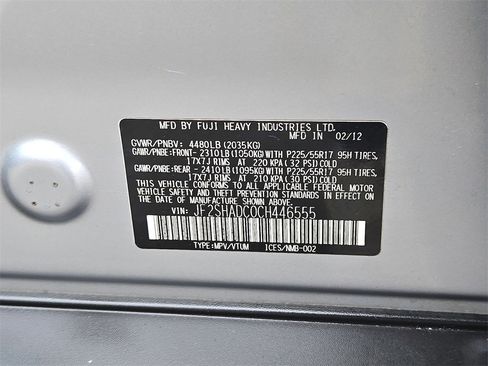 MFD BY FUJI HEAVY INDUSTRIES LTD.
MFD IN 02/12
GVWR/PNBV: 4480LB (2035KG)
GAWR/PNBE:FRONT- 2310LB (1050KG) WITH P225/55R17 95H TIRES,
17X7J RIMS AT 220 KPA ( 32 PSI) COLD
GAWR/PNBE:REAR - 2410LB (1095KG) WITH P225/55R17 95H TIRES,
17X7J RIMS AT 210 KPA ( 30 PSI) COLD
THIS VEHICLE CONFORMS TO ALL APPLICABLE FEDERAL MOTOR
VEHICLE SAFETY AND THEFT PREVENTION STANDARDS IN EFFECT ON
THE DATE OF MANUFACTURE SHOWN ABOVE.
VIN: JF2SHADC0CH446555
TYPE:MPV/VTUM ICES/NMB-002